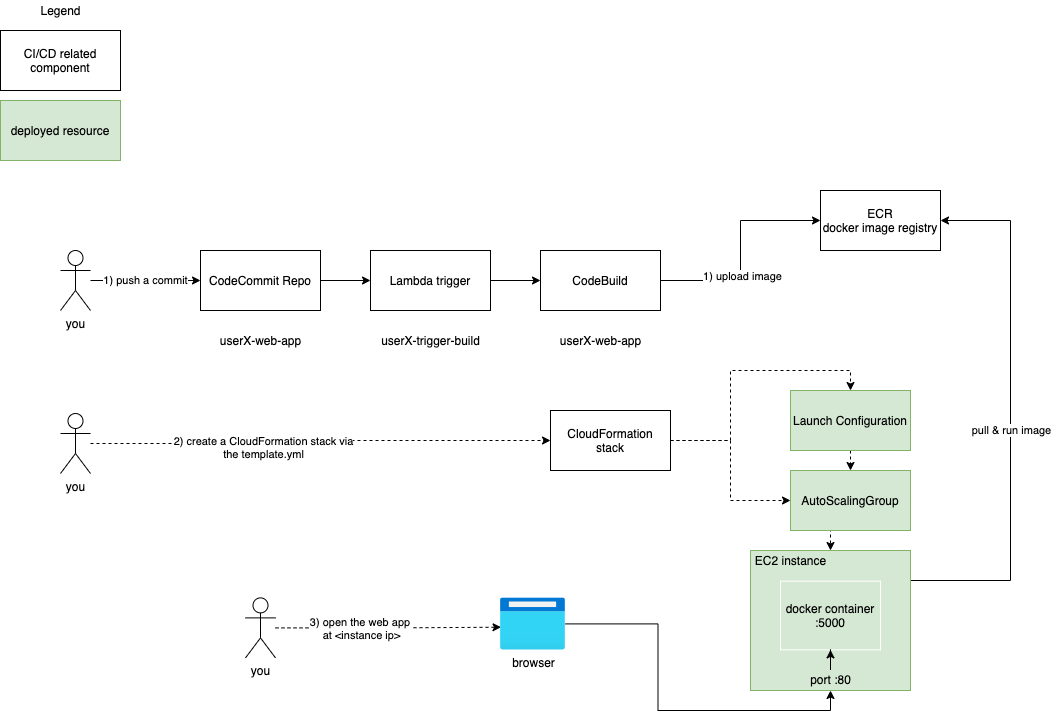 Legend
CI/CD related
component
deployed resource
ECR
docker image registry
1) push a commit
CodeCommit Repo
Lambda trigger
CodeBuild
1) upload image
you
userX-web-app
userX-trigger-build
userX-web-app
Launch Configuration
pull & run image
2) create a CloudFormation stack via
the template.yml
CloudFormation
stack
you
AutoScalingGroup
EC2 instance
docker container
:5000
port :80
3) open the web app
at <instance ip>
you
browser